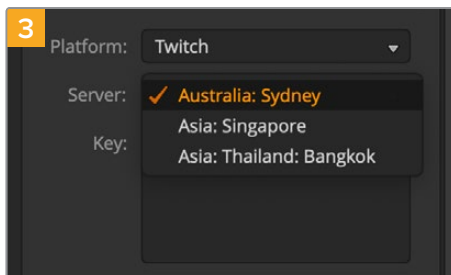 3
Platform: Twitch
Server: Australia: Sydney
Asia: Singapore
Key:
Asia: Thailand: Bangkok